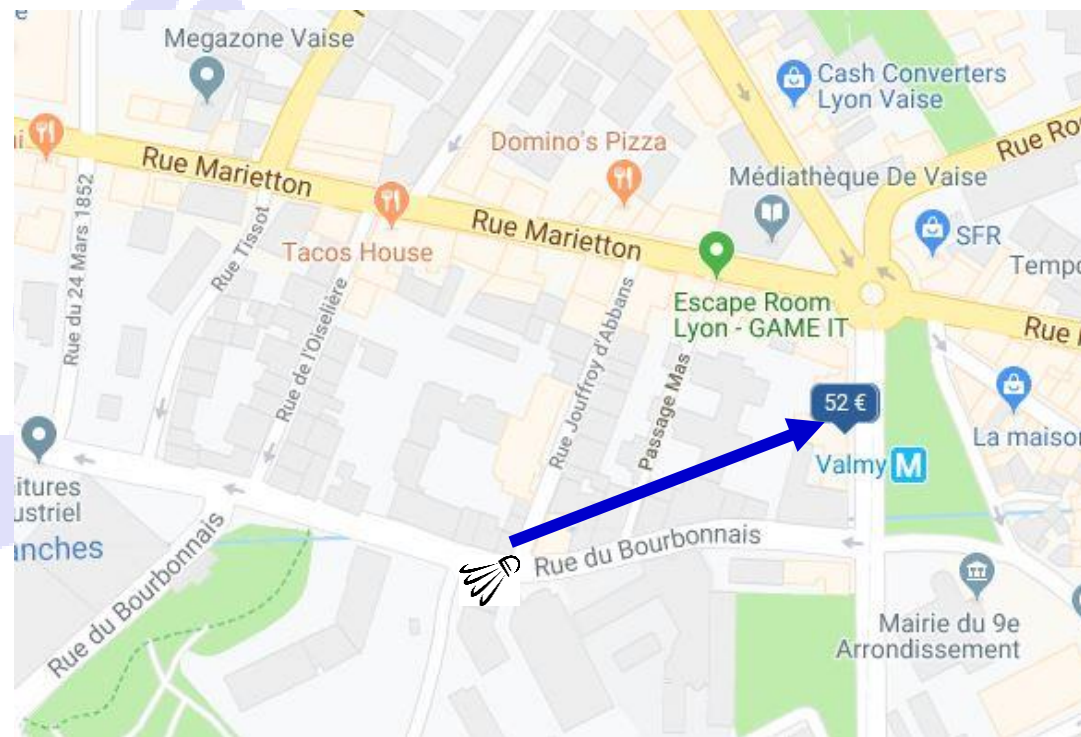 Megazone Vaise
Cash Converters
Lyon Vaise
Rue Ro
Domino's Pizza
Rue Marietton
Médiathèque De Vaise
Rue du 24 Mars 1852
Rue Tissot
Tacos House
Rue Marietton
SFR
Tempo
Rue de l'Oiselière
Escape Room
Lyon - GAME IT
Rue
Rue Jouffroy d'Abbans
Passage Mas
52 €
La maison
Valmy M
itures
ustriel
anches
Rue du Bourbonnais
Rue du Bourbonnais
Mairie du 9e
Arrondissement